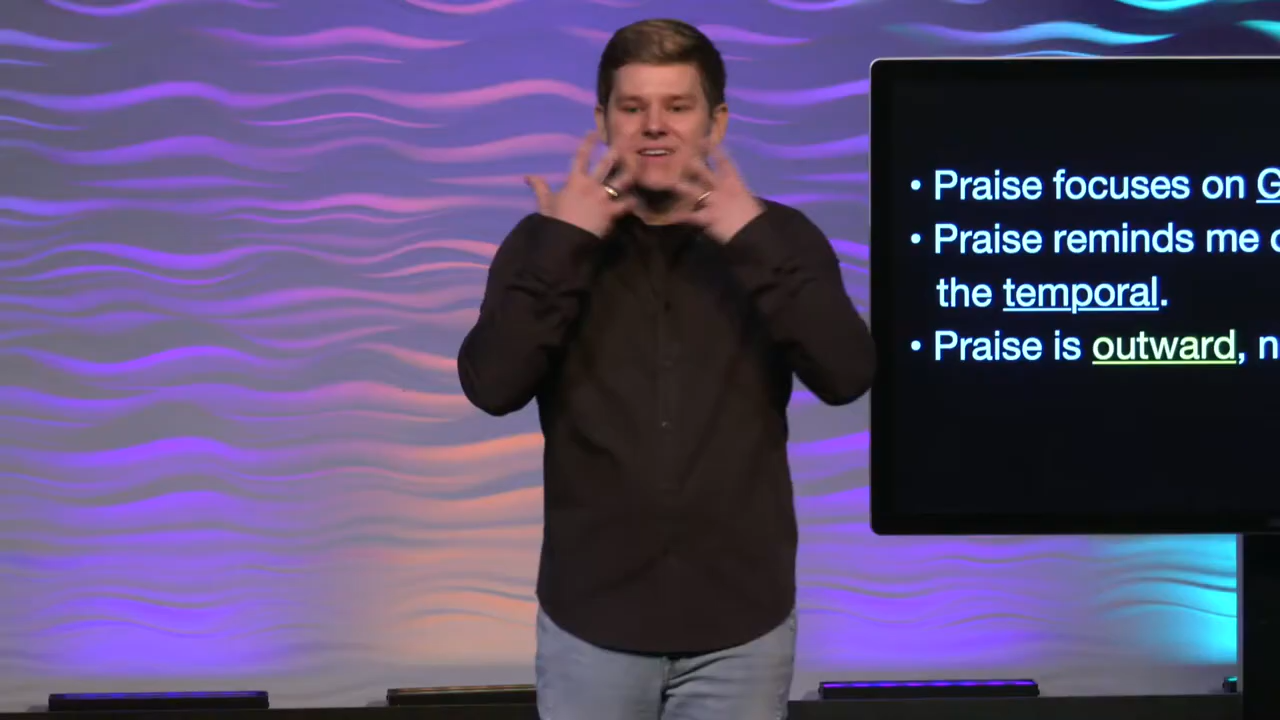 • Praise focuses on
• Praise reminds me
the temporal.
• Praise is outward,